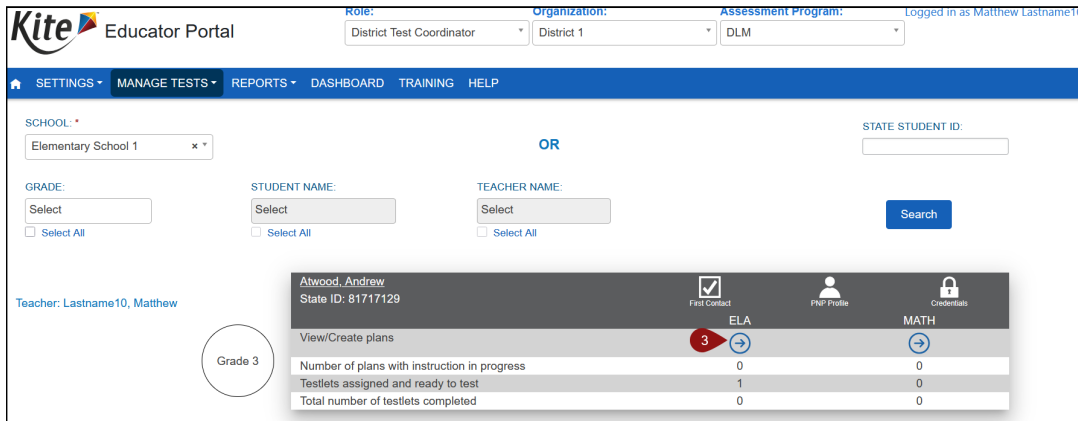 Kite Educator Portal
Role: Organization: Assessment Program: Logged in as Matthew Lastname10
District Test Coordinator District 1 DLM
SETTINGS MANAGE TESTS REPORTS DASHBOARD TRAINING HELP
SCHOOL: * STATE STUDENT ID:
Elementary School 1 × OR
GRADE: STUDENT NAME: TEACHER NAME:
Select Select Select Search
Select All Select All Select All
Atwood, Andrew
Teacher: Lastname10, Matthew State ID: 81717129 First Contact PNP Profile Credentials
ELA MATH
View/Create plans 3
Grade 3 Number of plans with instruction in progress 0 0
Testlets assigned and ready to test 1 0
Total number of testlets completed 0 0